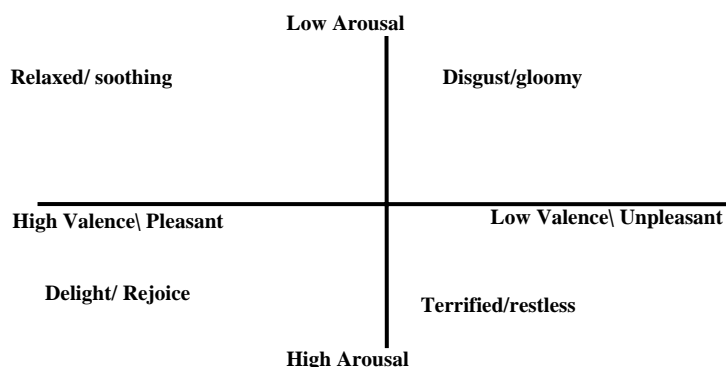 Low Arousal
Relaxed/ soothing
Disgust/gloomy
High Valence\ Pleasant
Low Valence\ Unpleasant
Delight/ Rejoice
Terrified/restless
High Arousal